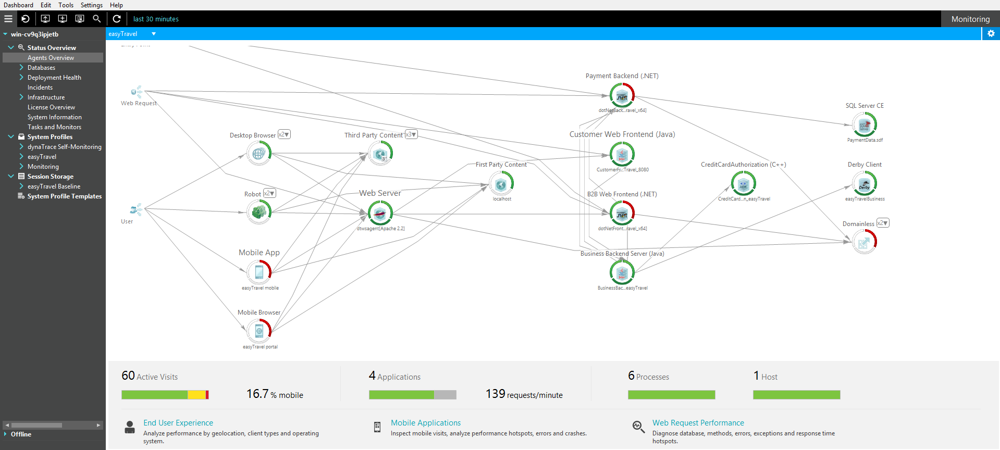 Dashboard Edit Tools Settings Help
last 30 minutes
Monitoring
win-cv9q3ipjetb
Status Overview
Agents Overview
Databases
Deployment Health
Incidents
Infrastructure
License Overview
System Information
Tasks and Monitors
System Profiles
dynaTrace Self-Monitoring
easyTravel
Monitoring
Session Storage
easyTravel Baseline
System Profile Templates
Offline
easyTravel
Web Request
User
Desktop Browser x2
Robot x2
Mobile App
easyTravel mobile
Mobile Browser
easyTravel portal
Third Party Content x3
3rd
Web Server
dtwsagent[Apache 2.2]
First Party Content
localhost
Payment Backend (.NET)
.net
dotNetBack...ravel_x64]
Customer Web Frontend (Java)
Java
CustomerFr...Travel_8080
B2B Web Frontend (.NET)
.net
dotNetFront...ravel_x64]
Business Backend Server (Java)
Java
BusinessBac...easyTravel
CreditCardAuthorization (C++)
ADK
CreditCard...n_easyTravel
SQL Server CE
PaymentData.sdf
Derby Client
Derby
easyTravelBusiness
Domainless x2
60 Active Visits
16.7 % mobile
4 Applications
139 requests/minute
6 Processes
1 Host
End User Experience
Analyze performance by geolocation, client types and operating
system.
Mobile Applications
Inspect mobile visits, analyze performance hotspots, errors and crashes.
Web Request Performance
Diagnose database, methods, errors, exceptions and response time
hotspots.